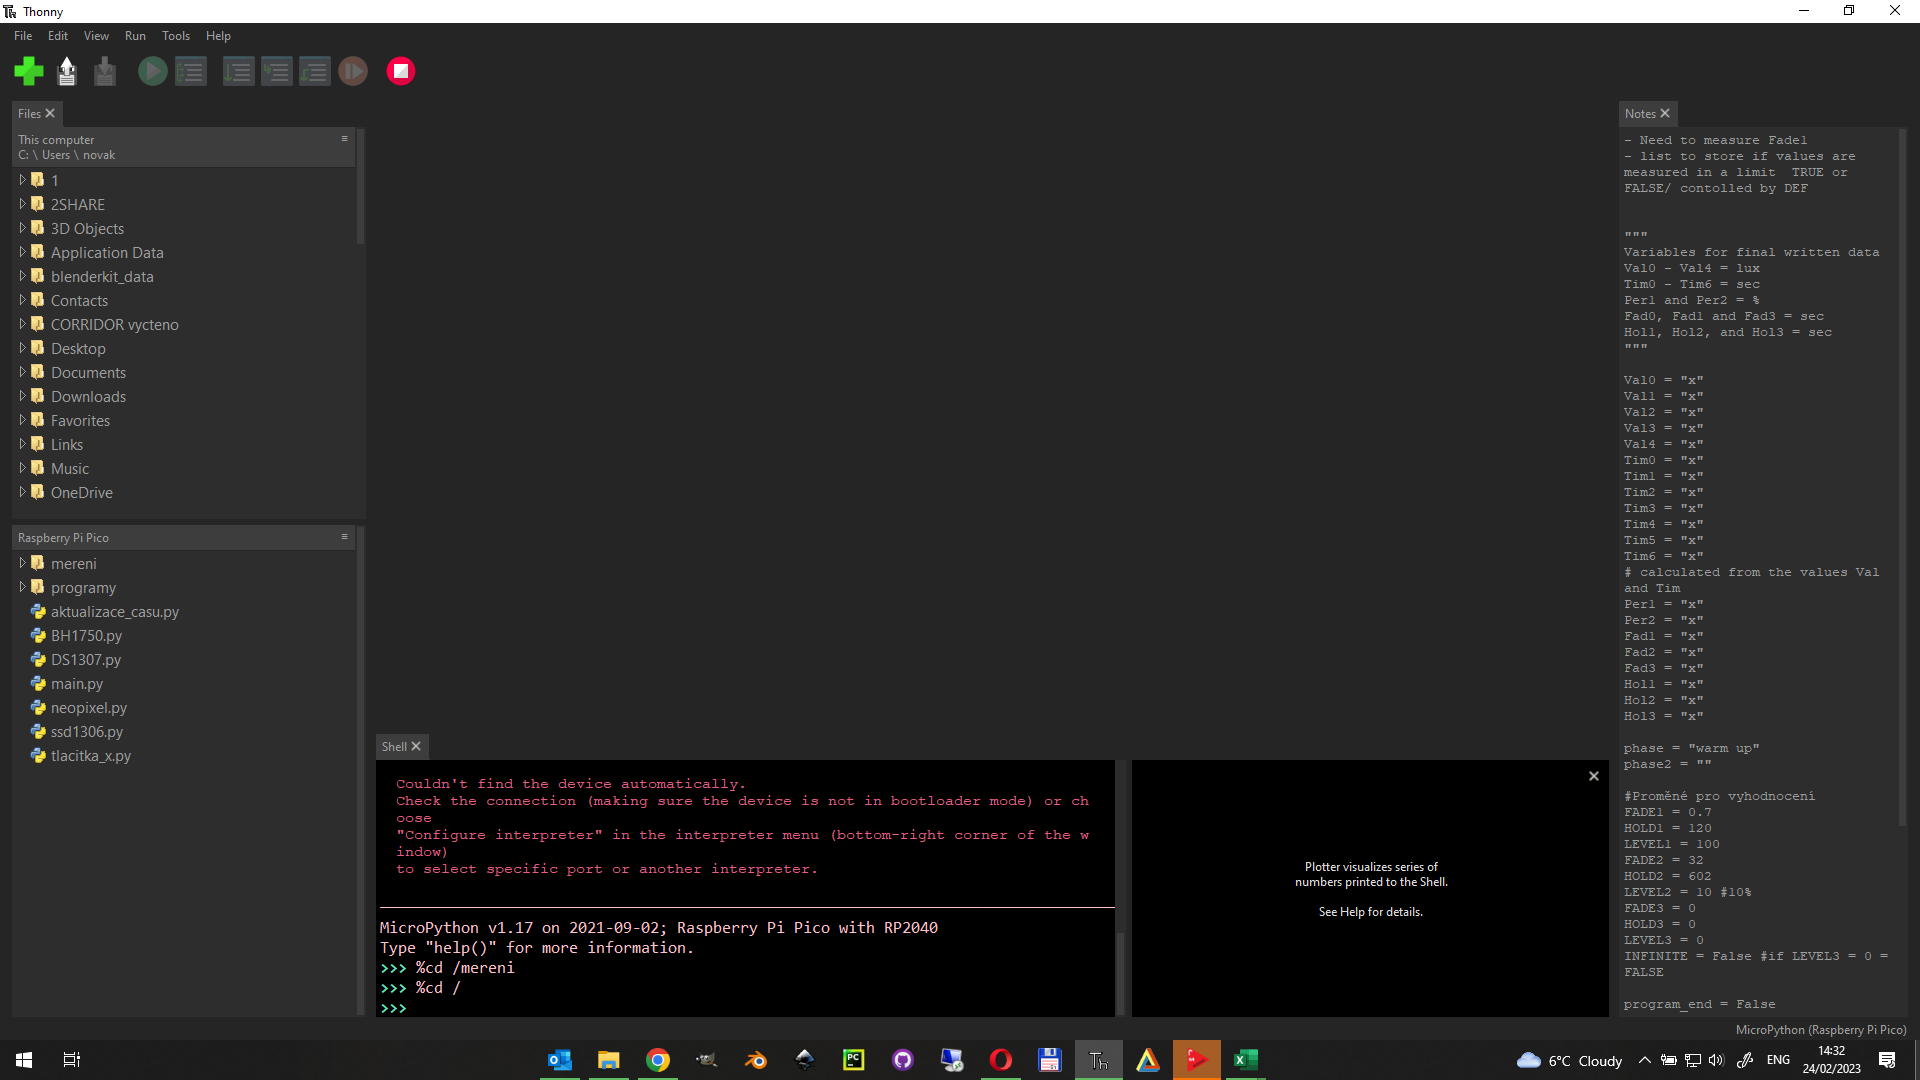 Thonny
File Edit View Run Tools Help
Files
This computer
C: \ Users \ novak
1
2SHARE
3D Objects
Application Data
blenderkit_data
Contacts
CORRIDOR vycteno
Desktop
Documents
Downloads
Favorites
Links
Music
OneDrive
Raspberry Pi Pico
mereni
programy
aktualizace_casu.py
BH1750.py
DS1307.py
main.py
neopixel.py
ssd1306.py
tlacitka_x.py
Shell
Couldn't find the device automatically.
Check the connection (making sure the device is not in bootloader mode) or ch
oose
"Configure interpreter" in the interpreter menu (bottom-right corner of the w
indow)
to select specific port or another interpreter.
MicroPython v1.17 on 2021-09-02; Raspberry Pi Pico with RP2040
Type "help()" for more information.
>>> %cd /mereni
>>> %cd /
>>>
Plotter visualizes series of
numbers printed to the Shell.
See Help for details.
Notes
- Need to measure Fade1
- list to store if values are
measured in a limit  TRUE or
FALSE/ contolled by DEF
"""
Variables for final written data
Val0 - Val4 = lux
Tim0 - Tim6 = sec
Per1 and Per2 = %
Fad0, Fad1 and Fad3 = sec
Hol1, Hol2, and Hol3 = sec
"""
Val0 = "x"
Val1 = "x"
Val2 = "x"
Val3 = "x"
Val4 = "x"
Tim0 = "x"
Tim1 = "x"
Tim2 = "x"
Tim3 = "x"
Tim4 = "x"
Tim5 = "x"
Tim6 = "x"
# calculated from the values Val
and Tim
Per1 = "x"
Per2 = "x"
Fad1 = "x"
Fad2 = "x"
Fad3 = "x"
Hol1 = "x"
Hol2 = "x"
Hol3 = "x"
phase = "warm up"
phase2 = ""
#Proměné pro vyhodnocení
FADE1 = 0.7
HOLD1 = 120
LEVEL1 = 100
FADE2 = 32
HOLD2 = 602
LEVEL2 = 10 #10%
FADE3 = 0
HOLD3 = 0
LEVEL3 = 0
INFINITE = False #if LEVEL3 = 0 =
FALSE
program_end = False
MicroPython (Raspberry Pi Pico)
PC
Th
6°C Cloudy
ENG
14:32
24/02/2023